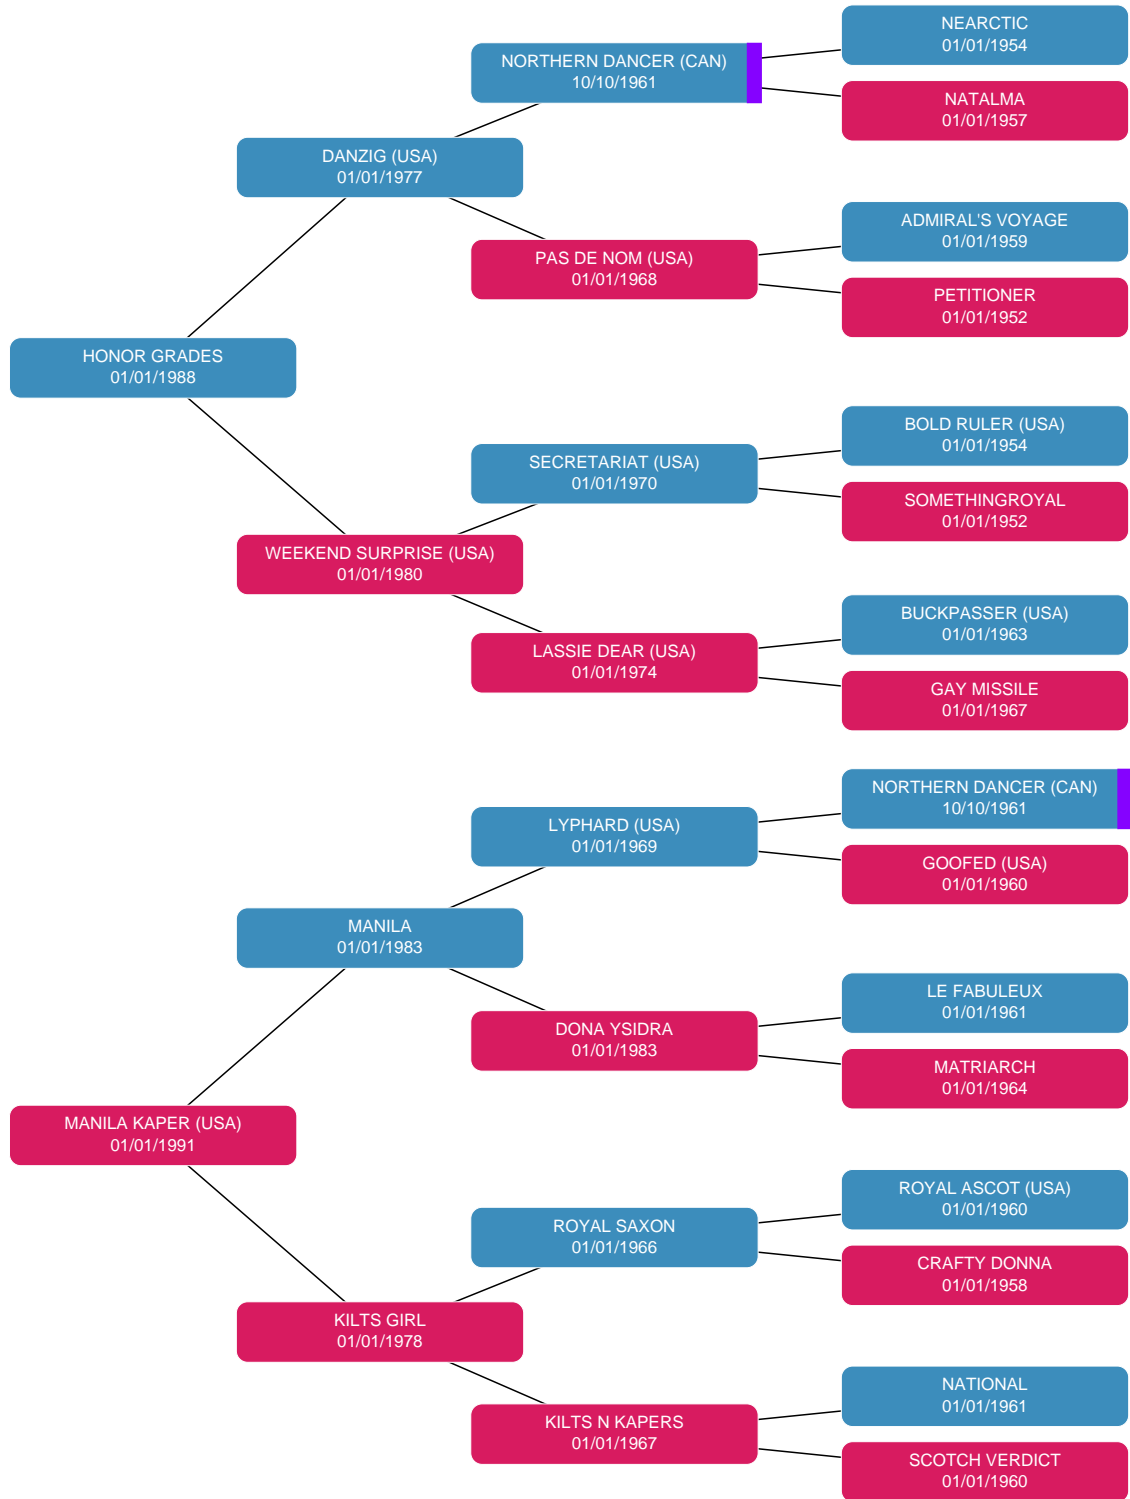 NEARCTIC
01/01/1954
NORTHERN DANCER (CAN)
10/10/1961
NATALMA
01/01/1957
DANZIG (USA)
01/01/1977
ADMIRAL'S VOYAGE
01/01/1959
PAS DE NOM (USA)
01/01/1968
PETITIONER
01/01/1952
HONOR GRADES
01/01/1988
BOLD RULER (USA)
01/01/1954
SECRETARIAT (USA)
01/01/1970
SOMETHINGROYAL
01/01/1952
WEEKEND SURPRISE (USA)
01/01/1980
BUCKPASSER (USA)
01/01/1963
LASSIE DEAR (USA)
01/01/1974
GAY MISSILE
01/01/1967
NORTHERN DANCER (CAN)
10/10/1961
LYPHARD (USA)
01/01/1969
GOOFED (USA)
01/01/1960
MANILA
01/01/1983
LE FABULEUX
01/01/1961
DONA YSIDRA
01/01/1983
MATRIARCH
01/01/1964
MANILA KAPER (USA)
01/01/1991
ROYAL ASCOT (USA)
01/01/1960
ROYAL SAXON
01/01/1966
CRAFTY DONNA
01/01/1958
KILTS GIRL
01/01/1978
NATIONAL
01/01/1961
KILTS N KAPERS
01/01/1967
SCOTCH VERDICT
01/01/1960